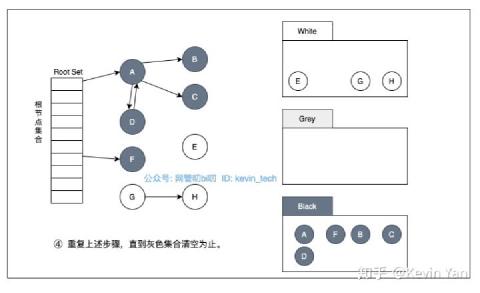 Root Set
根节点集合
A
B
C
D
E
F
G
H
White
E
G
H
Grey
Black
A
F
B
C
D
公众号: 网管叨bi叨 ID: kevin_tech
④ 重复上述步骤，直到灰色集合清空为止。
知乎 @Kevin Yan